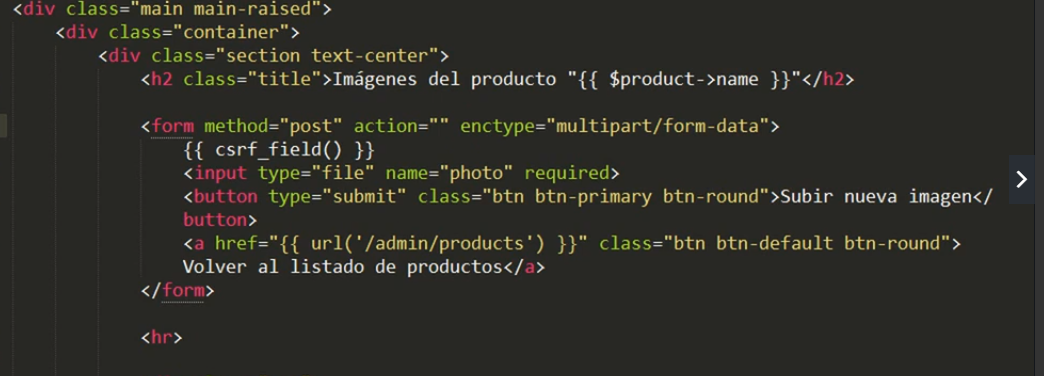 <div class="main main-raised">
<div class="container">
<div class="section text-center">
<h2 class="title">Imágenes del producto "{{ $product->name }}"</h2>
<form method="post" action="" enctype="multipart/form-data">
{{ csrf_field() }}
<input type="file" name="photo" required>
<button type="submit" class="btn btn-primary btn-round">Subir nueva imagen</
button>
<a href="{{ url('/admin/products') }}" class="btn btn-default btn-round">
Volver al listado de productos</a>
</form>
<hr>